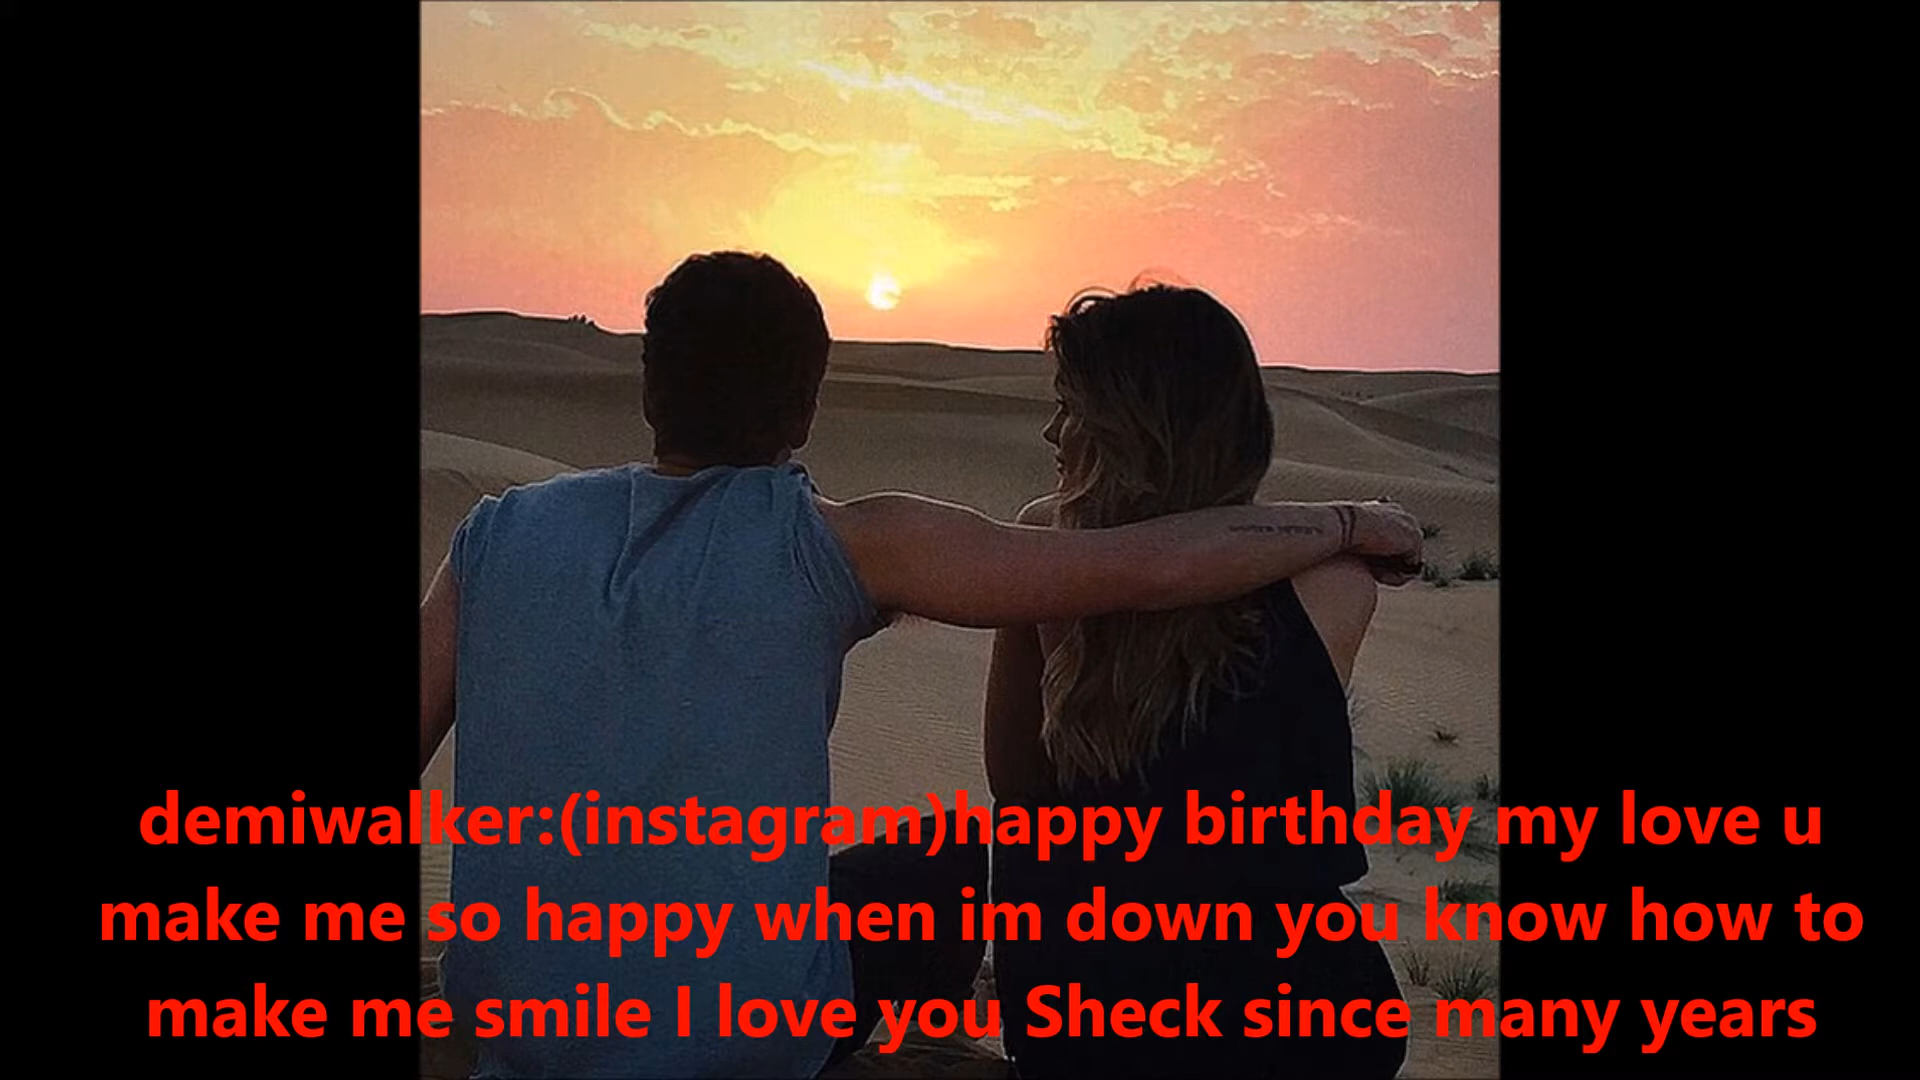 demiwalker:(instagram)happy birthday my love u
make me so happy when im down you know how to
make me smile I love you Sheck since many years